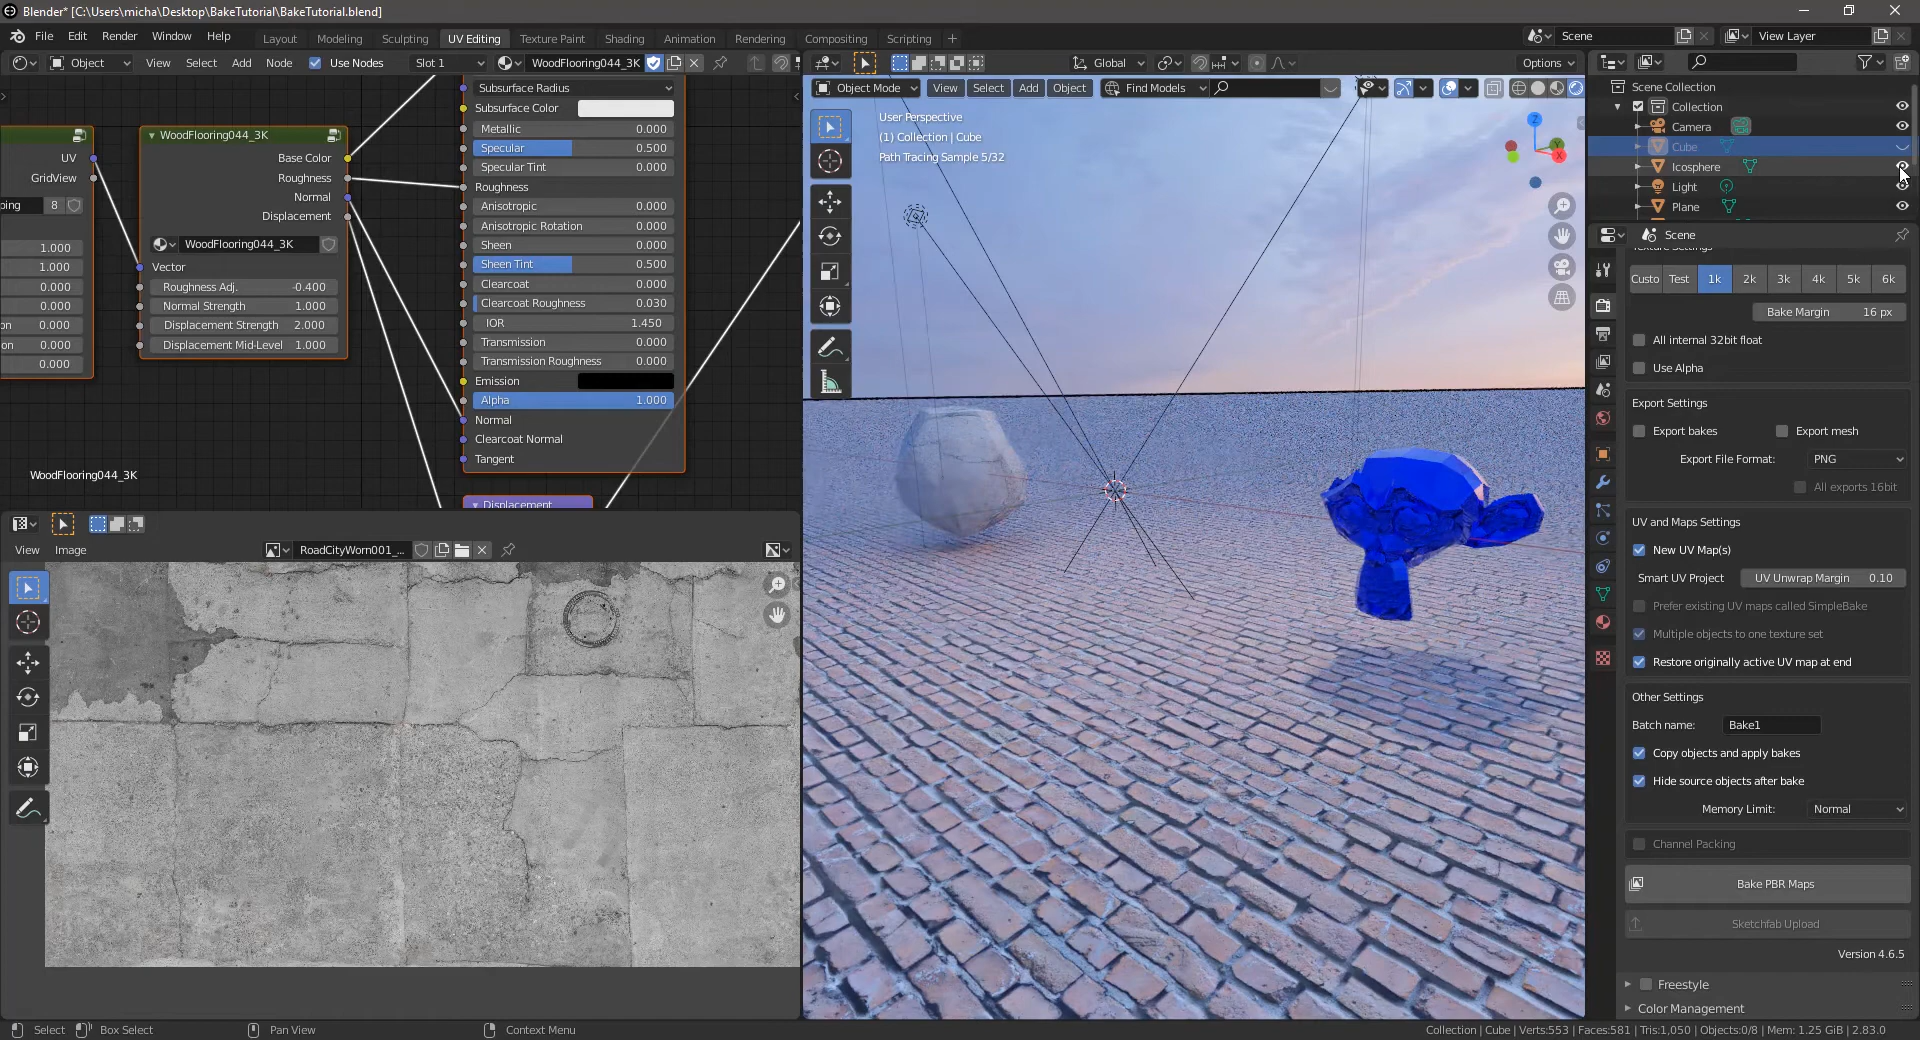 Blender* [C:\Users\micha\Desktop\BakeTutorial\BakeTutorial.blend]
File Edit Render Window Help
Layout Modeling Sculpting UV Editing Texture Paint Shading Animation Rendering Compositing Scripting +
Scene
View Layer
Object View Select Add Node Use Nodes Slot 1 WoodFlooring044_3K
UV
GridView
ping 8
1.000
1.000
0.000
0.000
on 0.000
on 0.000
0.000
WoodFlooring044_3K
Base Color
Roughness
Normal
Displacement
WoodFlooring044_3K
Vector
Roughness Adj. -0.400
Normal Strength 1.000
Displacement Strength 2.000
Displacement Mid-Level 1.000
WoodFlooring044_3K
Subsurface Radius
Subsurface Color
Metallic 0.000
Specular 0.500
Specular Tint 0.000
Roughness
Anisotropic 0.000
Anisotropic Rotation 0.000
Sheen 0.000
Sheen Tint 0.500
Clearcoat 0.000
Clearcoat Roughness 0.030
IOR 1.450
Transmission 0.000
Transmission Roughness 0.000
Emission
Alpha 1.000
Normal
Clearcoat Normal
Tangent
Displacement
View Image RoadCityWorn001_...
Global Options
Object Mode View Select Add Object Find Models
User Perspective
(1) Collection | Cube
Path Tracing Sample 5/32
Z
Y
X
Scene Collection
Collection
Camera
Cube
Icosphere
Light
Plane
Scene
Texture Settings
Custo Test 1k 2k 3k 4k 5k 6k
Bake Margin 16 px
All internal 32bit float
Use Alpha
Export Settings
Export bakes Export mesh
Export File Format: PNG
All exports 16bit
UV and Maps Settings
New UV Map(s)
Smart UV Project UV Unwrap Margin 0.10
Prefer existing UV maps called SimpleBake
Multiple objects to one texture set
Restore originally active UV map at end
Other Settings
Batch name: Bake1
Copy objects and apply bakes
Hide source objects after bake
Memory Limit: Normal
Channel Packing
Bake PBR Maps
Sketchfab Upload
Version 4.6.5
Freestyle
Color Management
Select Box Select Pan View Context Menu
Collection | Cube | Verts:553 | Faces:581 | Tris:1,050 | Objects:0/8 | Mem: 1.25 GiB | 2.83.0